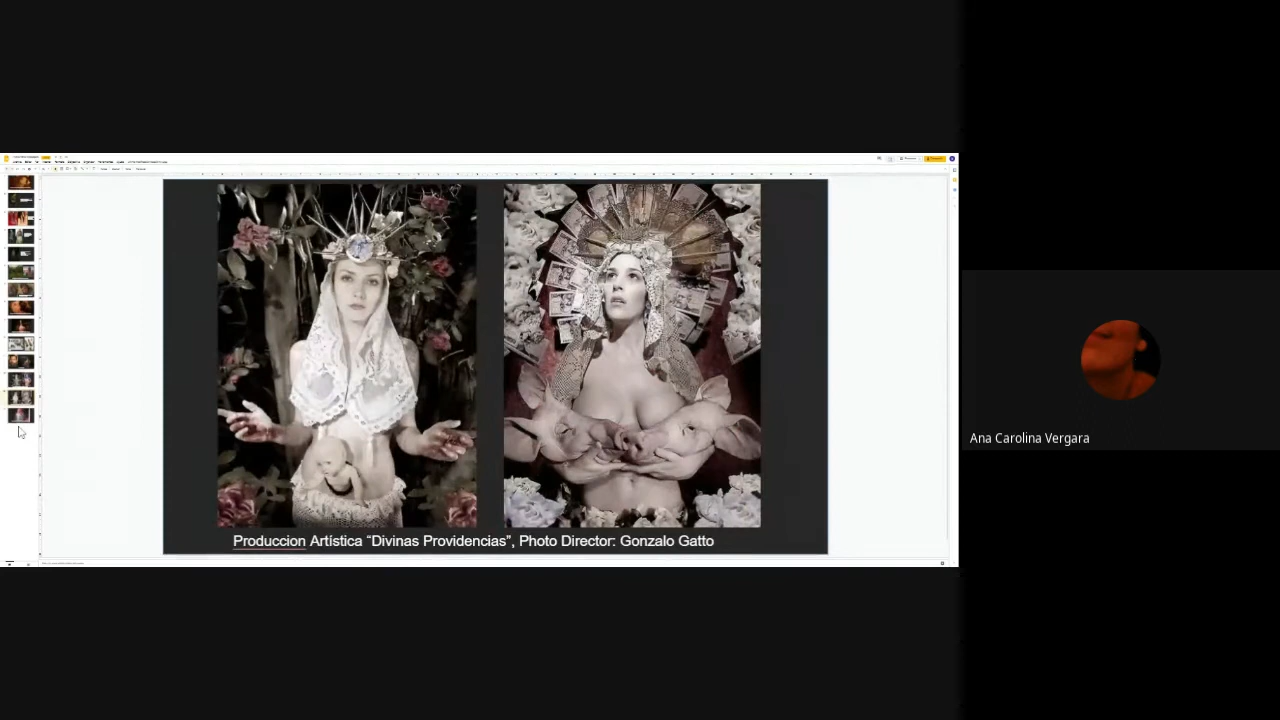 Produccion Artística “Divinas Providencias”, Photo Director: Gonzalo Gatto
Ana Carolina Vergara